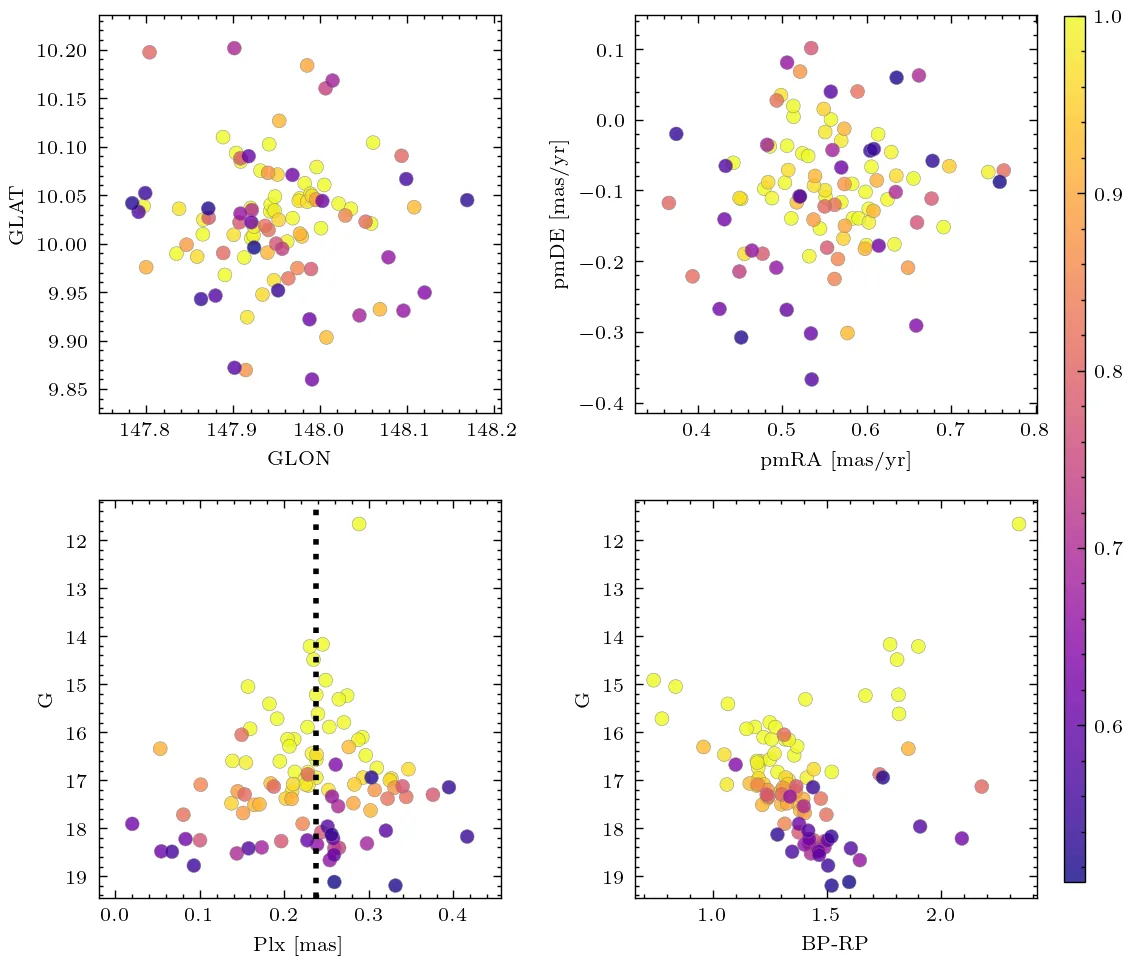 10.20
10.15
10.10
10.05
10.00
9.95
9.90
9.85
GLAT
147.8 147.9 148.0 148.1 148.2
GLON
0.1
0.0
−0.1
−0.2
−0.3
−0.4
pmDE [mas/yr]
0.4 0.5 0.6 0.7 0.8
pmRA [mas/yr]
12
13
14
15
16
17
18
19
G
0.0 0.1 0.2 0.3 0.4
Plx [mas]
12
13
14
15
16
17
18
19
G
1.0 1.5 2.0
BP-RP
1.0
0.9
0.8
0.7
0.6